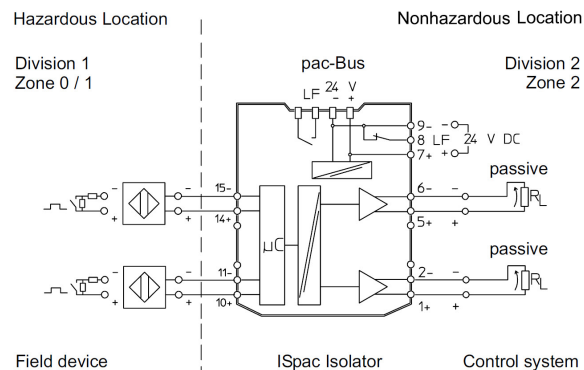 Hazardous Location
Nonhazardous Location
Division 1
Zone 0 / 1
pac-Bus
Division 2
Zone 2
LF 24 V
- +
9- - 24 V DC
8 LF
7+ +
passive
- - 15- 6- - RL
+ + 14+ 5+ +
µC
passive
- - 11- 2- - RL
+ + 10+ 1+ +
Field device
ISpac Isolator
Control system